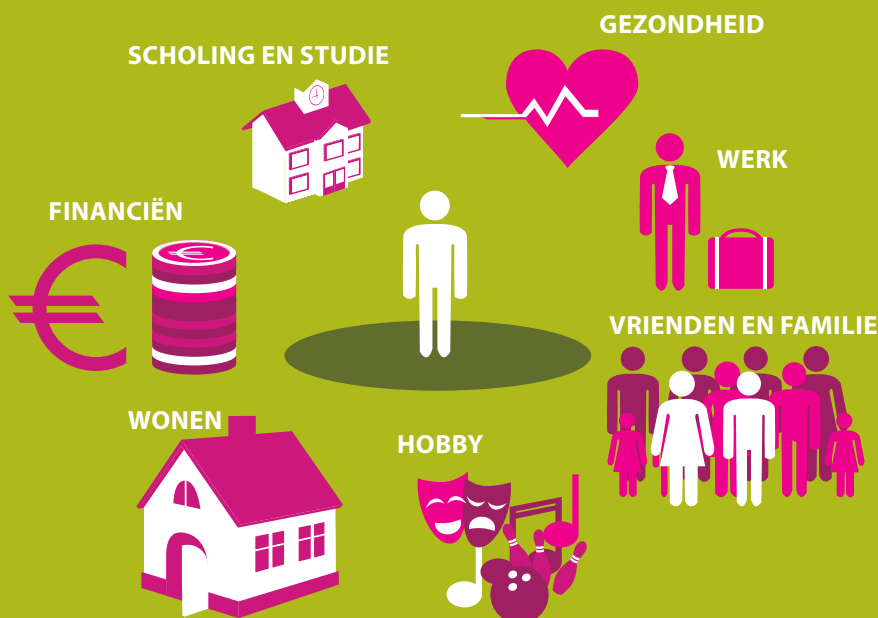 GEZONDHEID
SCHOLING EN STUDIE
WERK
FINANCIËN
VRIENDEN EN FAMILIE
WONEN
HOBBY